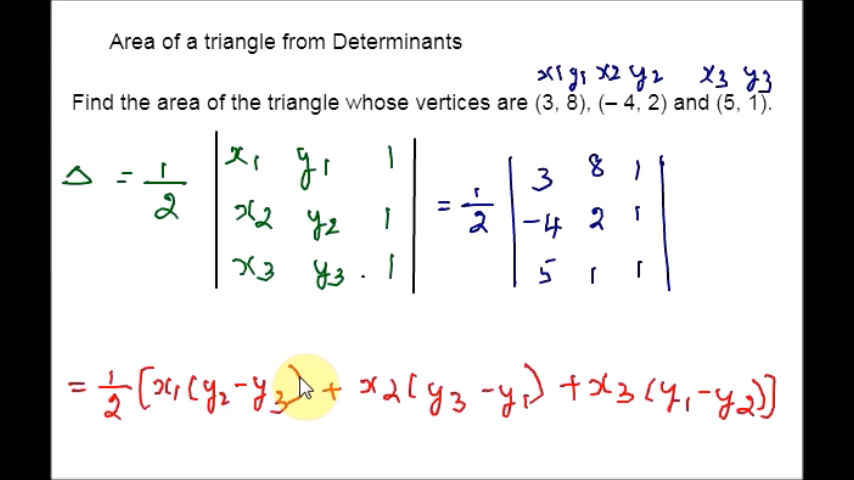 Area of a triangle from Determinants
x1 y1 x2 y2 x3 y3
Find the area of the triangle whose vertices are (3, 8), (– 4, 2) and (5, 1).
Δ = 1/2 | x1 y1 1 | = 1/2 | 3 8 1 |
| x2 y2 1 | | -4 2 1 |
| x3 y3 . 1 | | 5 1 1 |
= 1/2 [x1 (y2 - y3) + x2 (y3 - y1) + x3 (y1 - y2)]